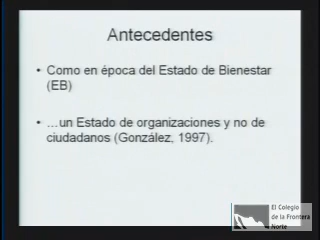 Antecedentes
• Como en época del Estado de Bienestar
(EB)
• ...un Estado de organizaciones y no de
ciudadanos (González, 1997).
El Colegio
de la Frontera
Norte